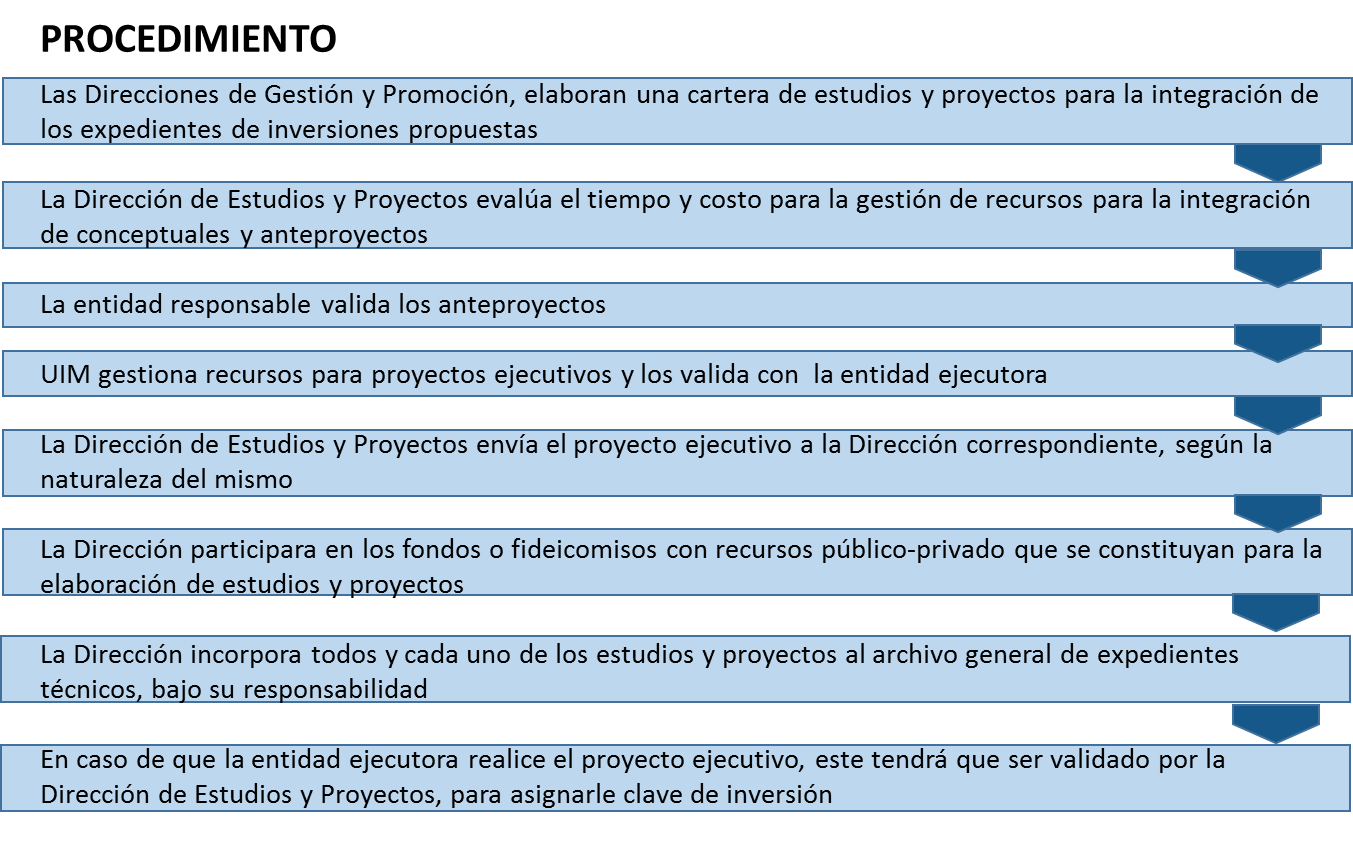 PROCEDIMIENTO
Las Direcciones de Gestión y Promoción, elaboran una cartera de estudios y proyectos para la integración de
los expedientes de inversiones propuestas
La Dirección de Estudios y Proyectos evalúa el tiempo y costo para la gestión de recursos para la integración
de conceptuales y anteproyectos
La entidad responsable valida los anteproyectos
UIM gestiona recursos para proyectos ejecutivos y los valida con  la entidad ejecutora
La Dirección de Estudios y Proyectos envía el proyecto ejecutivo a la Dirección correspondiente, según la
naturaleza del mismo
La Dirección participara en los fondos o fideicomisos con recursos público-privado que se constituyan para la
elaboración de estudios y proyectos
La Dirección incorpora todos y cada uno de los estudios y proyectos al archivo general de expedientes
técnicos, bajo su responsabilidad
En caso de que la entidad ejecutora realice el proyecto ejecutivo, este tendrá que ser validado por la
Dirección de Estudios y Proyectos, para asignarle clave de inversión